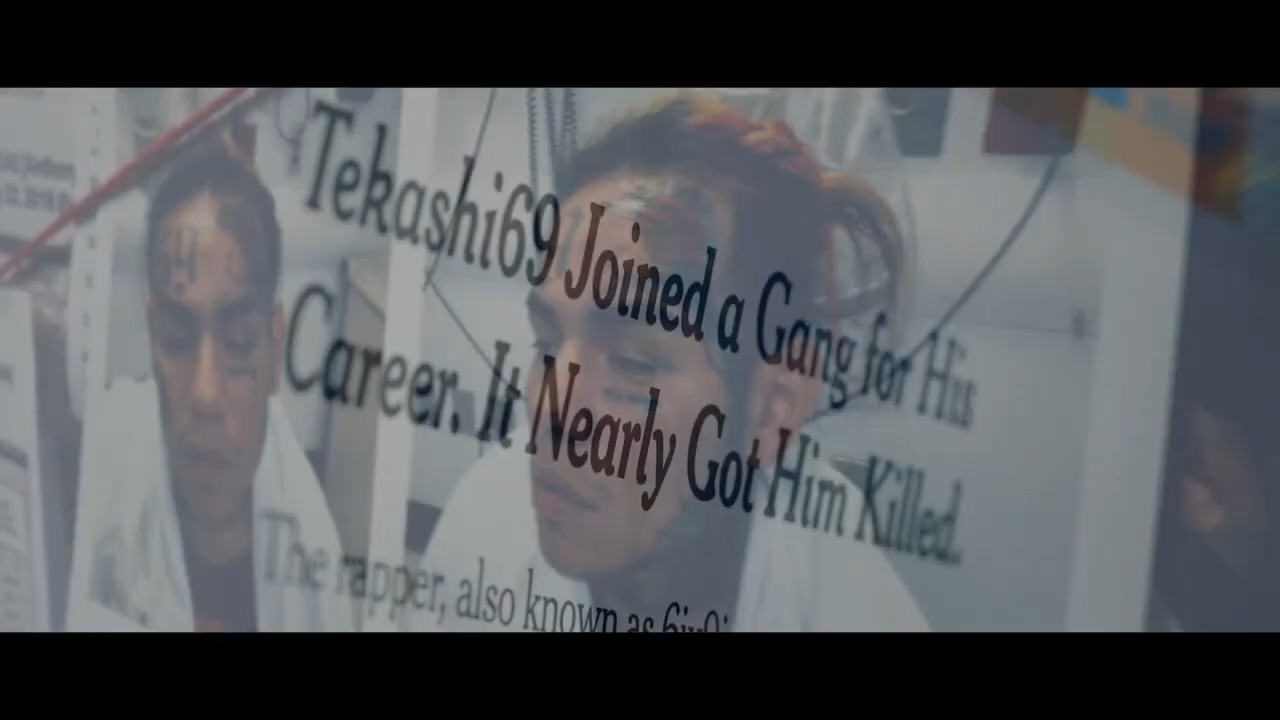 Tekashi69 Joined a Gang for His
Career. It Nearly Got Him Killed.
The rapper, also known as